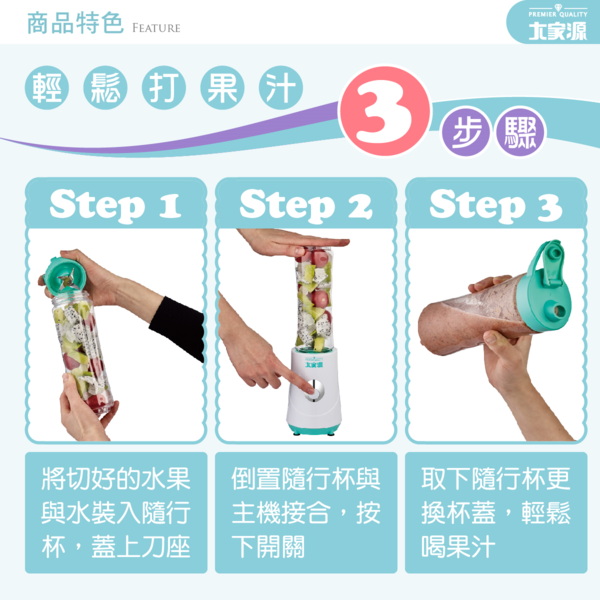 商品特色 FEATURE
PREMIER QUALITY
大家源
輕鬆打果汁
3
步驟
Step 1
Step 2
Step 3
大家源
將切好的水果
與水裝入隨行
杯，蓋上刀座
倒置隨行杯與
主機接合，按
下開關
取下隨行杯更
換杯蓋，輕鬆
喝果汁